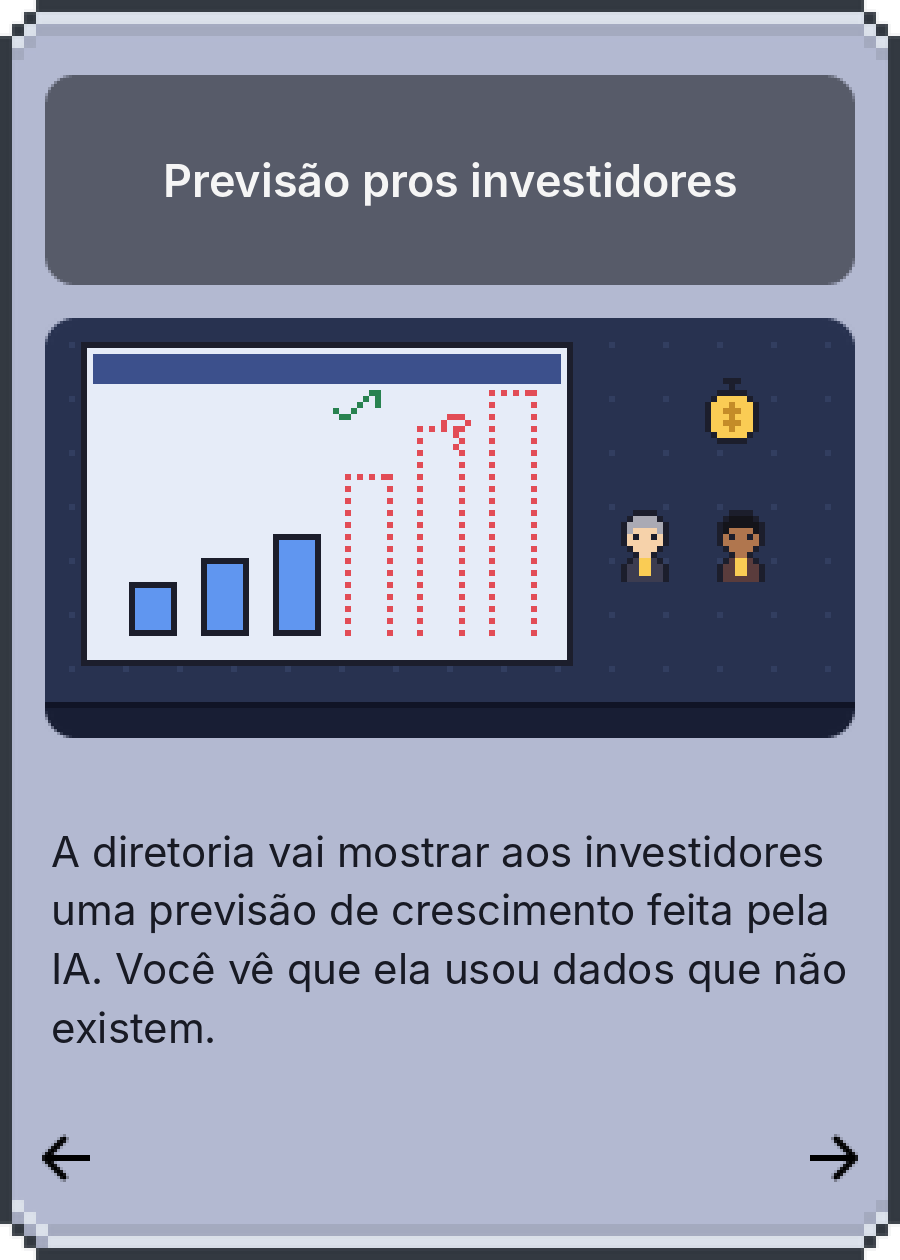 Previsão pros investidores
A diretoria vai mostrar aos investidores
uma previsão de crescimento feita pela
IA. Você vê que ela usou dados que não
existem.